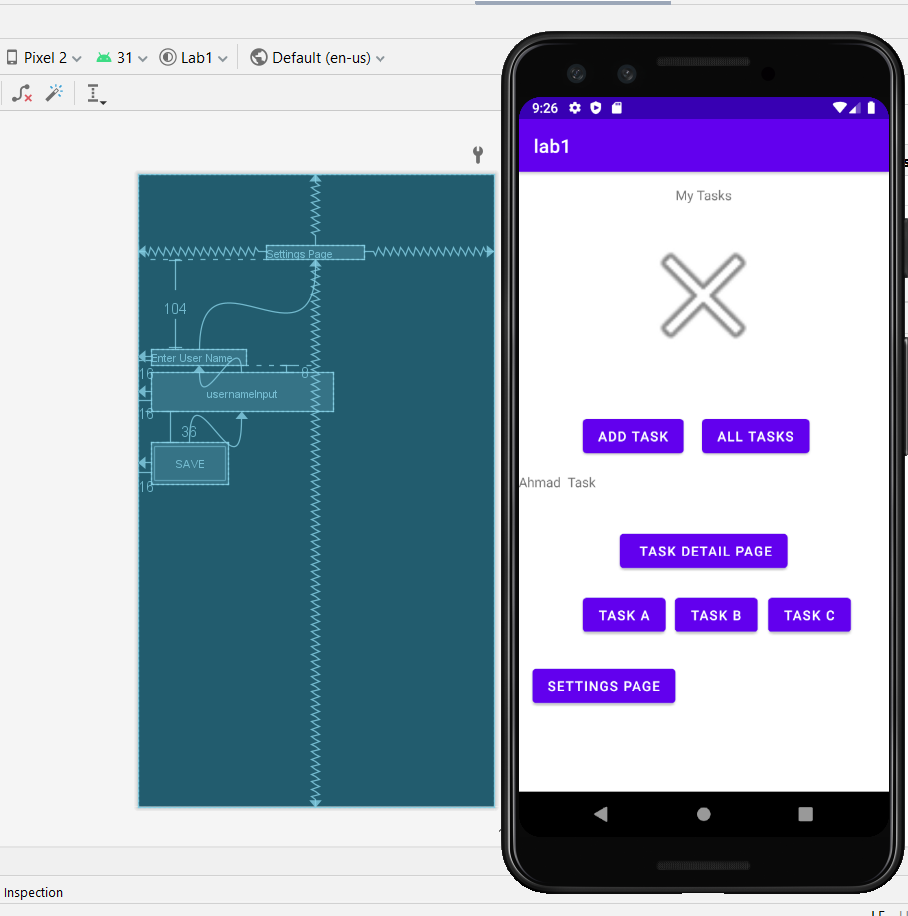 Pixel 2 31 Lab1 Default (en-us)
Settings Page
104
Enter User Name
16
8
usernameInput
16
36
SAVE
16
9:26
lab1
My Tasks
ADD TASK ALL TASKS
Ahmad Task
TASK DETAIL PAGE
TASK A TASK B TASK C
SETTINGS PAGE
Inspection